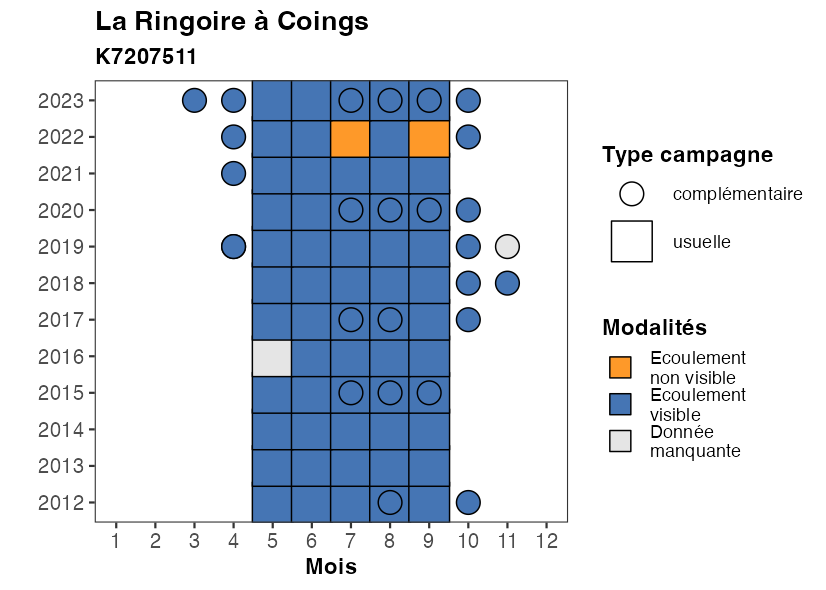 La Ringoire à Coings
K7207511
2023
2022
2021
2020
2019
2018
2017
2016
2015
2014
2013
2012
1 2 3 4 5 6 7 8 9 10 11 12
Mois
Type campagne
complémentaire
usuelle
Modalités
Ecoulement
non visible
Ecoulement
visible
Donnée
manquante